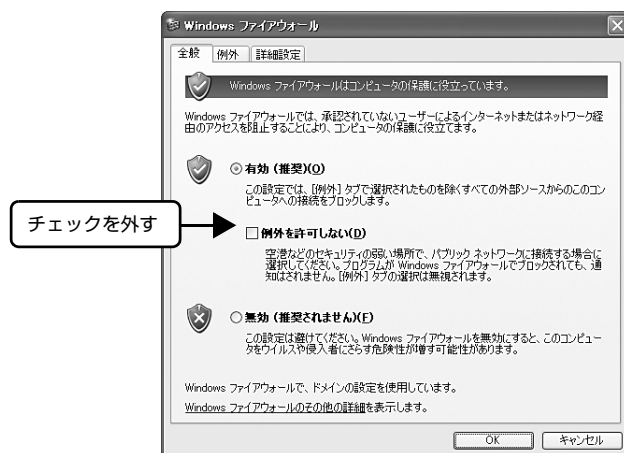 Windows ファイアウォール
全般
例外
詳細設定
Windows ファイアウォールはコンピュータの保護に役立っています。
Windows ファイアウォールでは、承認されていないユーザーによるインターネットまたはネットワーク経
由のアクセスを阻止することにより、コンピュータの保護に役立てます。
有効 (推奨)(O)
この設定では、[例外] タブで選択されたものを除くすべての外部ソースからのこのコン
ピュータへの接続をブロックします。
チェックを外す
例外を許可しない(D)
空港などのセキュリティの弱い場所で、パブリック ネットワークに接続する場合に
選択してください。プログラムが Windows ファイアウォールでブロックされても、通
知はされません。[例外] タブの選択は無視されます。
無効 (推奨されません)(F)
この設定は避けてください。Windows ファイアウォールを無効にすると、このコンピュー
タをウイルスや侵入者にさらす危険性が増す可能性があります。
Windows ファイアウォールで、ドメインの設定を使用しています。
Windows ファイアウォールのその他の詳細を表示します。
OK
キャンセル